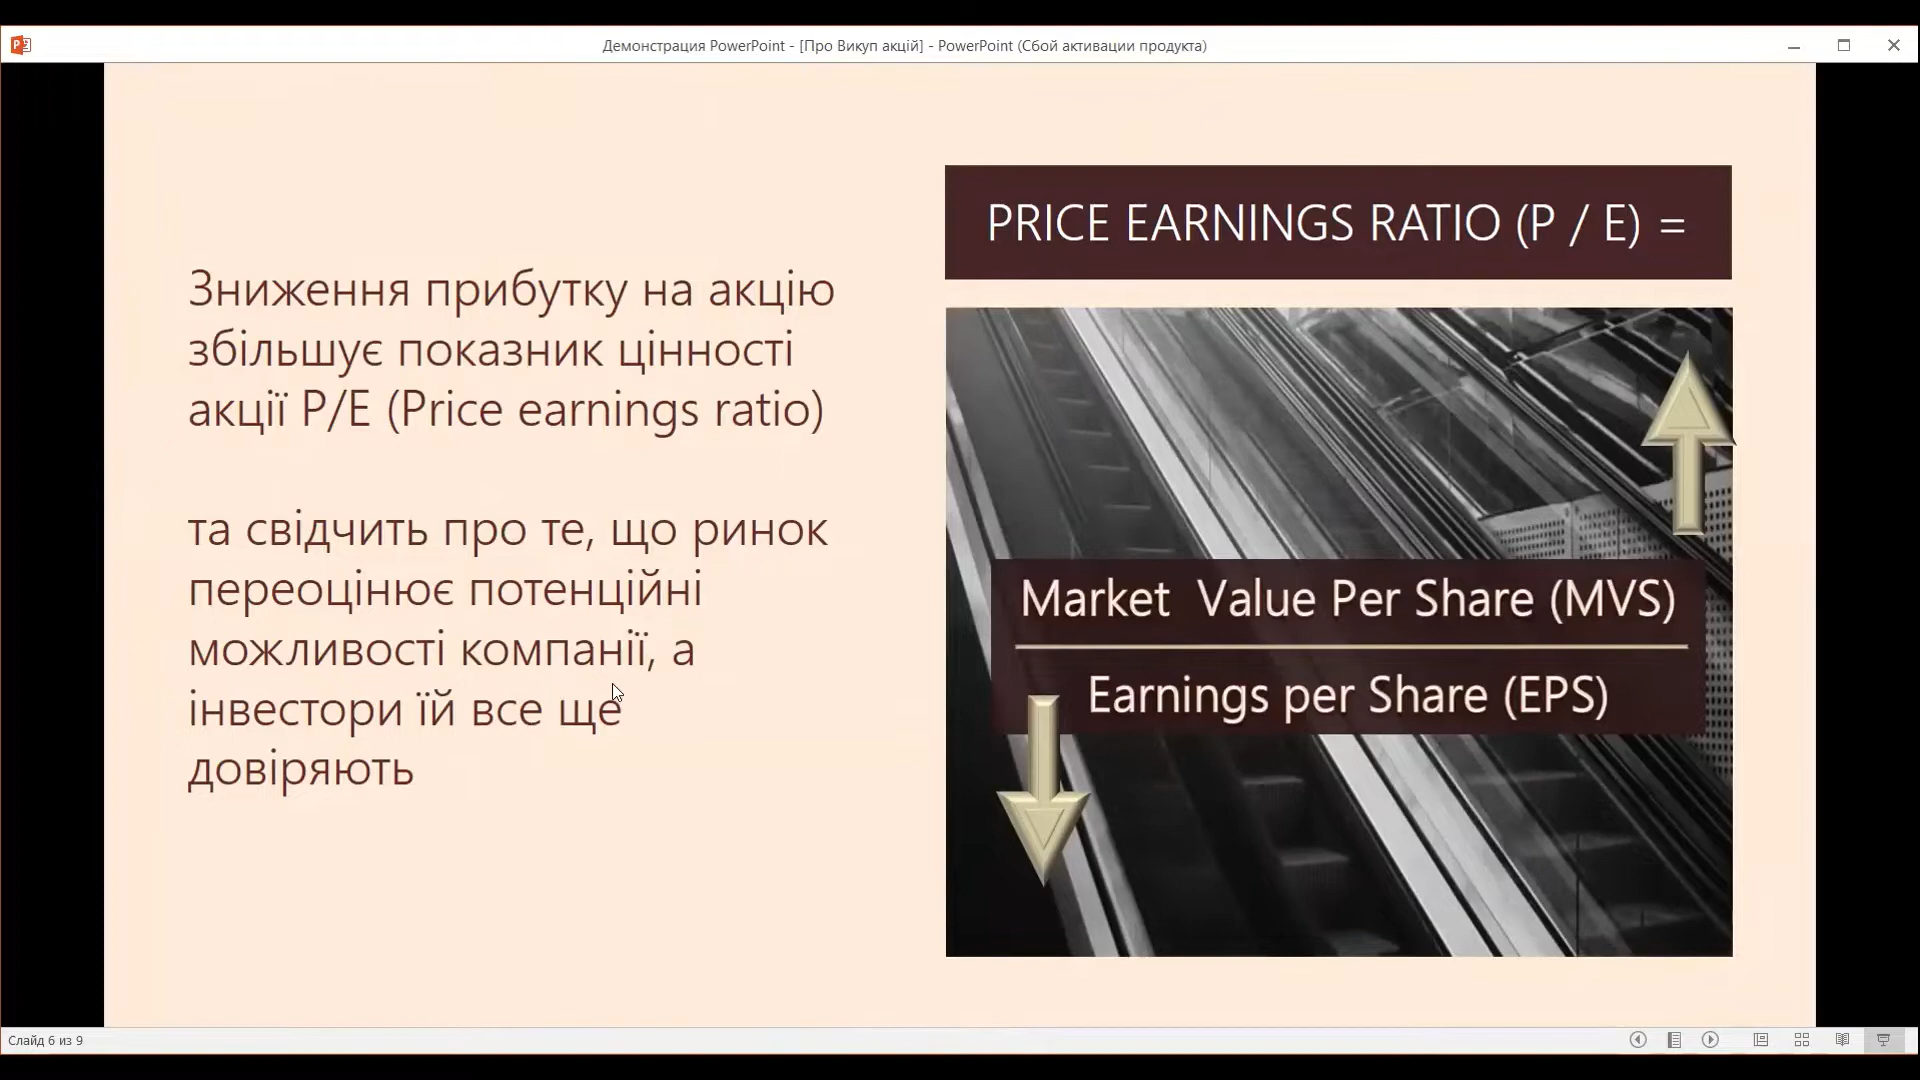 Демонстрация PowerPoint - [Про Викуп акцій] - PowerPoint (Сбой активации продукта)
Зниження прибутку на акцію
збільшує показник цінності
акції P/E (Price earnings ratio)
та свідчить про те, що ринок
переоцінює потенційні
можливості компанії, а
інвестори їй все ще
довіряють
PRICE EARNINGS RATIO (P / E) =
Market Value Per Share (MVS)
Earnings per Share (EPS)
Слайд 6 из 9